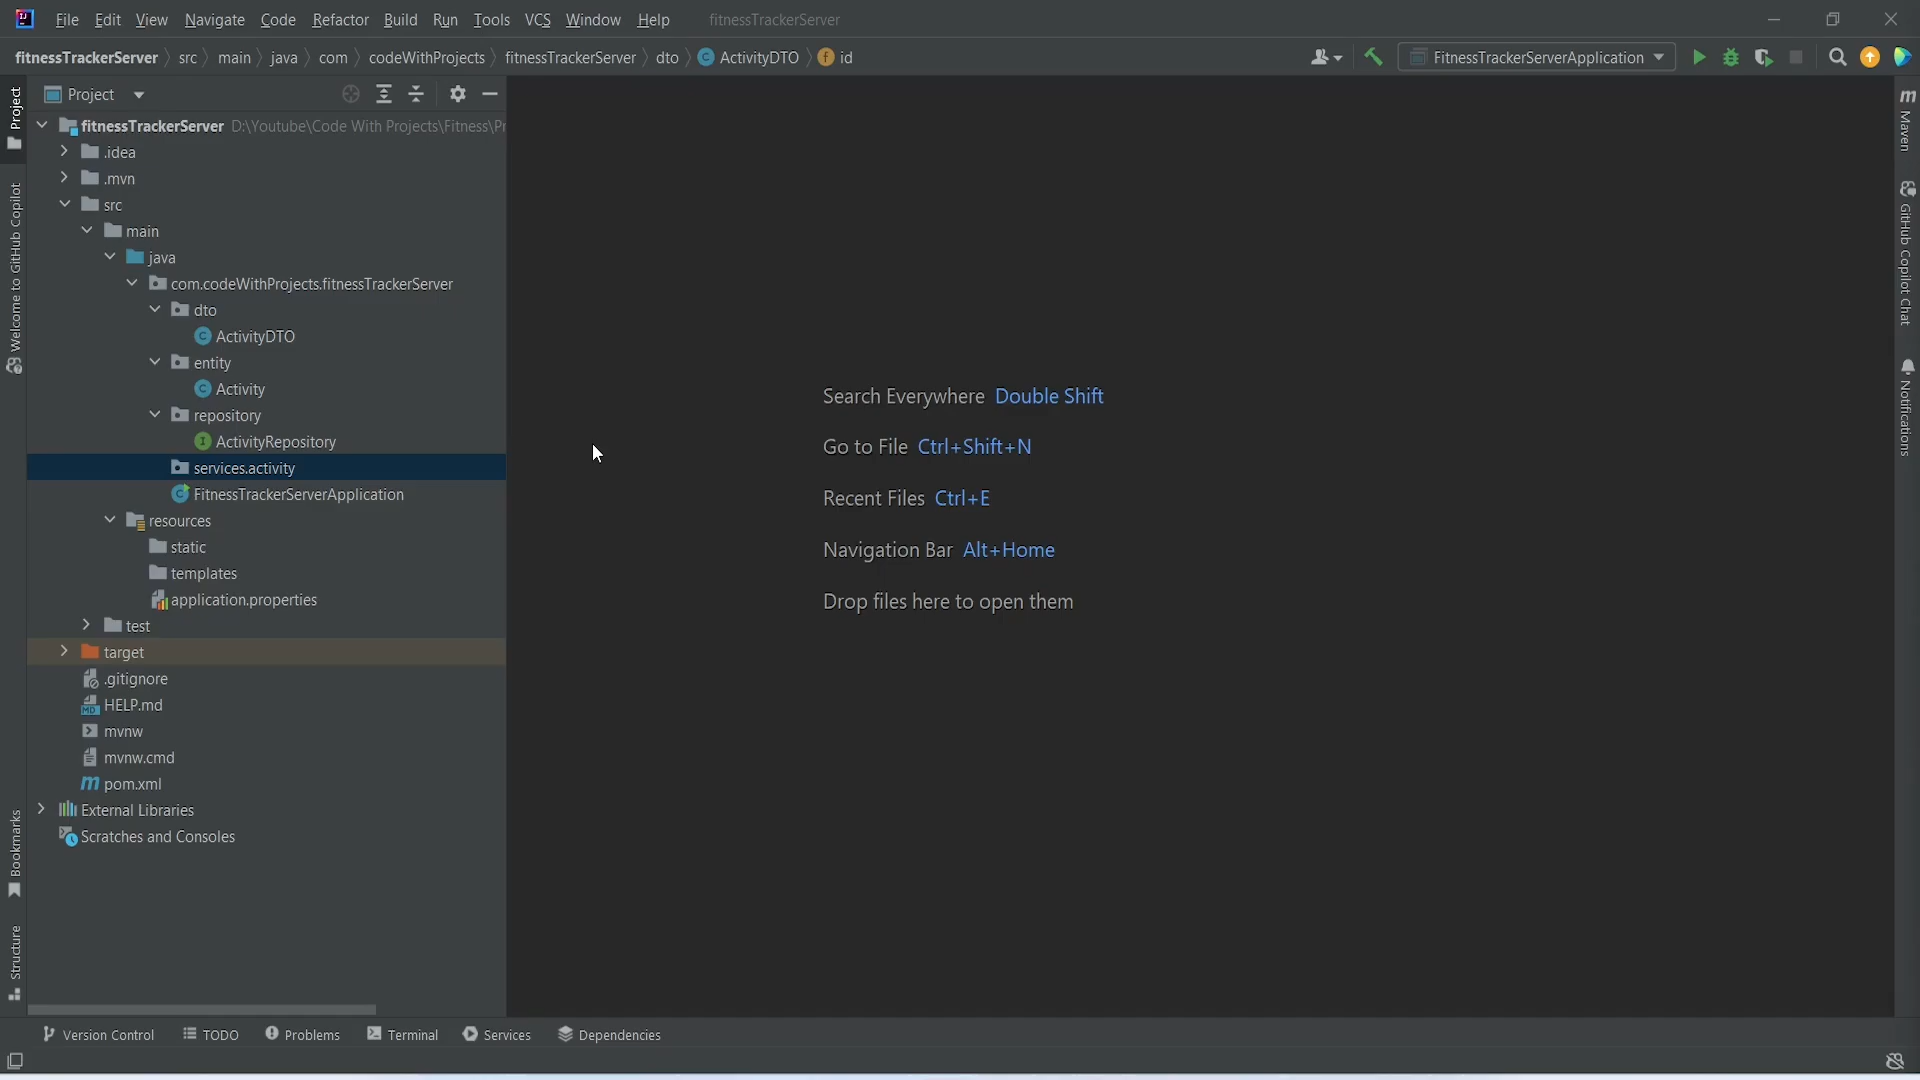 File Edit View Navigate Code Refactor Build Run Tools VCS Window Help fitnessTrackerServer
fitnessTrackerServer src main java com codeWithProjects fitnessTrackerServer dto ActivityDTO id FitnessTrackerServerApplication
Project
fitnessTrackerServer D:\Youtube\Code With Projects\Fitness\Pr
.idea
.mvn
src
main
java
com.codeWithProjects.fitnessTrackerServer
dto
ActivityDTO
entity
Activity
repository
ActivityRepository
services.activity
FitnessTrackerServerApplication
resources
static
templates
application.properties
test
target
.gitignore
HELP.md
mvnw
mvnw.cmd
pom.xml
External Libraries
Scratches and Consoles
Project
Welcome to GitHub Copilot
Bookmarks
Structure
Search Everywhere Double Shift
Go to File Ctrl+Shift+N
Recent Files Ctrl+E
Navigation Bar Alt+Home
Drop files here to open them
Maven
GitHub Copilot Chat
Notifications
Version Control TODO Problems Terminal Services Dependencies